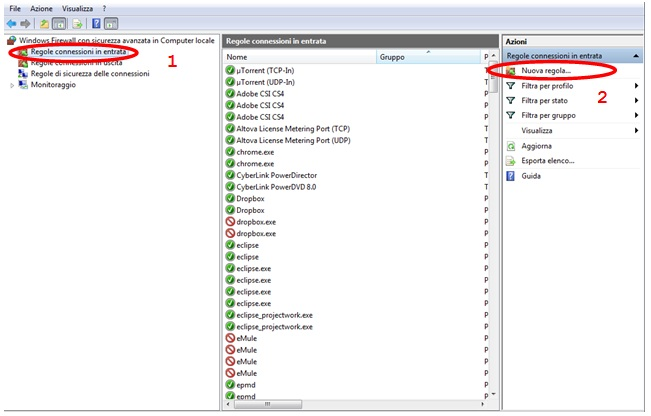 File Azione Visualizza ?
Windows Firewall con sicurezza avanzata in Computer locale
Regole connessioni in entrata
Regole connessioni in uscita
Regole di sicurezza delle connessioni
Monitoraggio
1
Regole connessioni in entrata
Nome Gruppo P
µTorrent (TCP-In) T
µTorrent (UDP-In) P
Adobe CSI CS4 P
Adobe CSI CS4 P
Adobe CSI CS4 P
Altova License Metering Port (TCP) T
Altova License Metering Port (UDP) T
chrome.exe P
chrome.exe P
CyberLink PowerDirector T
CyberLink PowerDVD 8.0 T
Dropbox P
Dropbox P
dropbox.exe P
dropbox.exe P
eclipse P
eclipse P
eclipse.exe P
eclipse.exe P
eclipse.exe P
eclipse.exe P
eclipse_projectwork.exe P
eclipse_projectwork.exe P
eMule P
eMule P
eMule P
eMule P
epmd P
epmd P
Azioni
Regole connessioni in entrata
Nuova regola...
Filtra per profilo
Filtra per stato
Filtra per gruppo
Visualizza
Aggiorna
Esporta elenco...
Guida
2